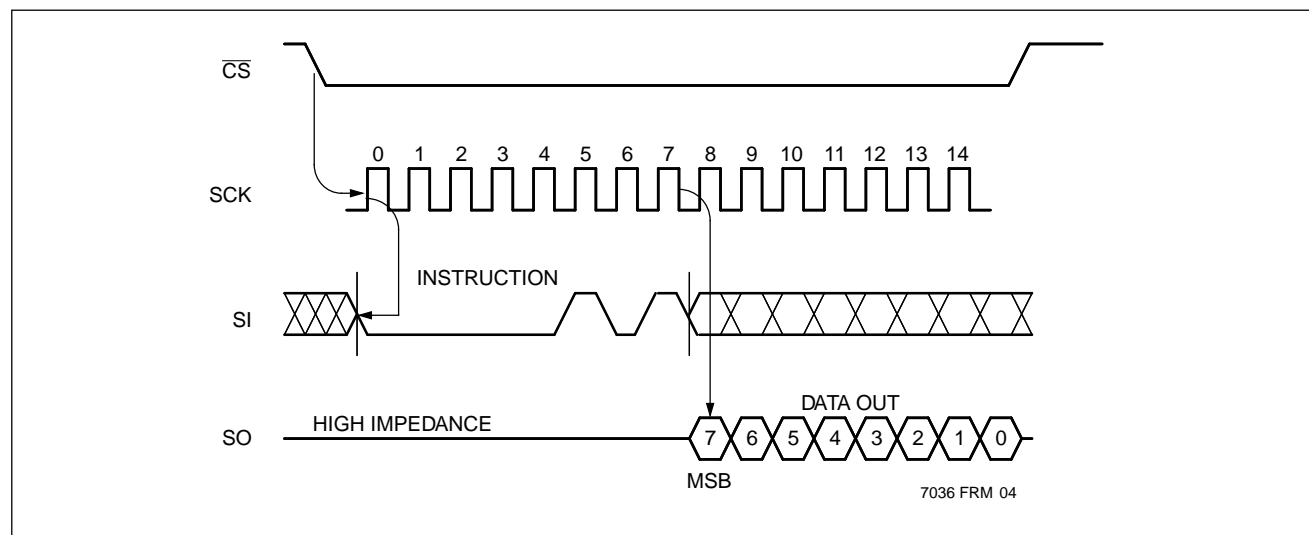 CS
0 1 2 3 4 5 6 7 8 9 10 11 12 13 14
SCK
INSTRUCTION
SI
DATA OUT
HIGH IMPEDANCE
SO
7 6 5 4 3 2 1 0
MSB
7036 FRM 04